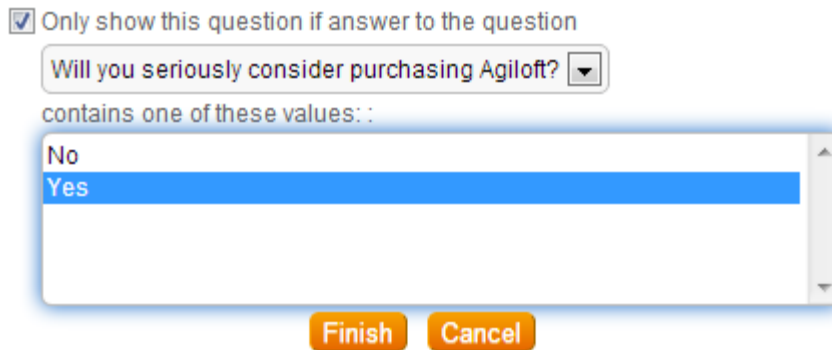 Only show this question if answer to the question
Will you seriously consider purchasing Agiloft?
contains one of these values: :
No
Yes
Finish Cancel